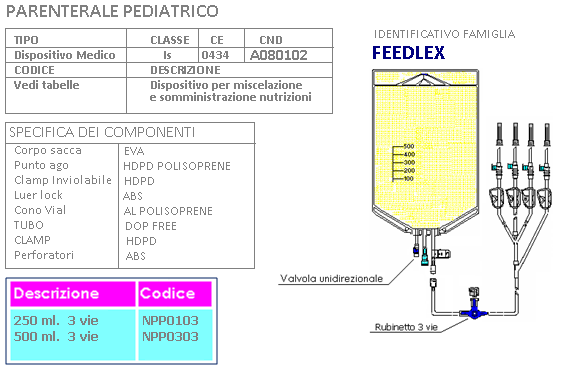 PARENTERALE PEDIATRICO
TIPO CLASSE CE CND
Dispositivo Medico Is 0434 A080102
CODICE DESCRIZIONE
Vedi tabelle Dispositivo per miscelazione
e somministrazione nutrizioni
IDENTIFICATIVO FAMIGLIA
FEEDLEX
SPECIFICA DEI COMPONENTI
Corpo sacca EVA
Punto ago HDPD POLISOPRENE
Clamp Inviolabile HDPD
Luer lock ABS
Cono Vial AL POLISOPRENE
TUBO DOP FREE
CLAMP HDPD
Perforatori ABS
500
400
300
200
100
Valvola unidirezionale
Rubinetto 3 vie
Descrizione Codice
250 ml. 3 vie NPP0103
500 ml. 3 vie NPP0303